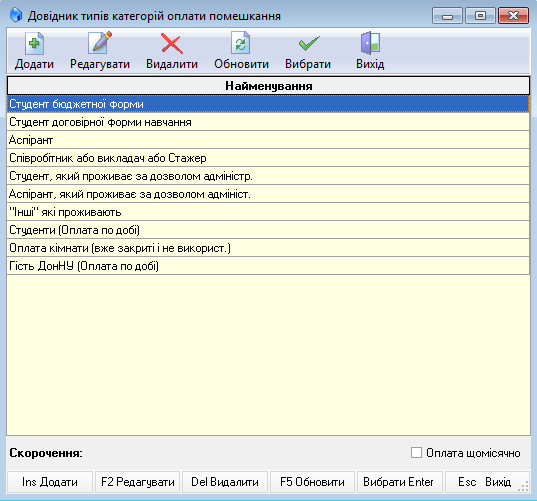 Довідник типів категорій оплати помешкання
Додати Редагувати Видалити Обновити Вибрати Вихід
Найменування
Студент бюджетної форми
Студент договірної форми навчання
Аспірант
Співробітник або викладач або Стажер
Студент, який проживає за дозволом адміністр.
Аспірант, який проживає за дозволом адмініст.
"Інші" які проживають
Студенти (Оплата по добі)
Оплата кімнати (вже закриті і не використ.)
Гість ДонНУ (Оплата по добі)
Скорочення: Оплата щомісячно
Ins Додати F2 Редагувати Del Видалити F5 Обновити Вибрати Enter Esc Вихід